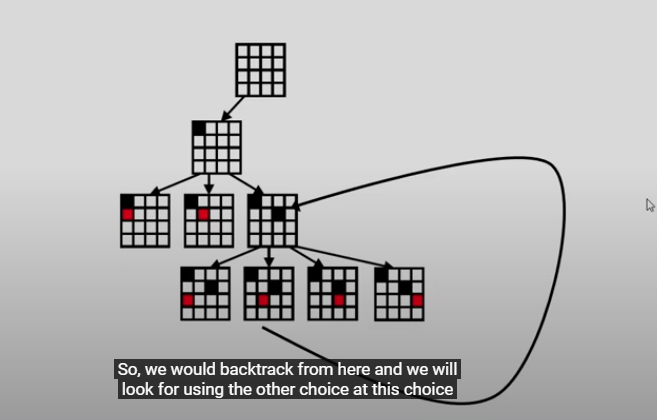 So, we would backtrack from here and we will
look for using the other choice at this choice